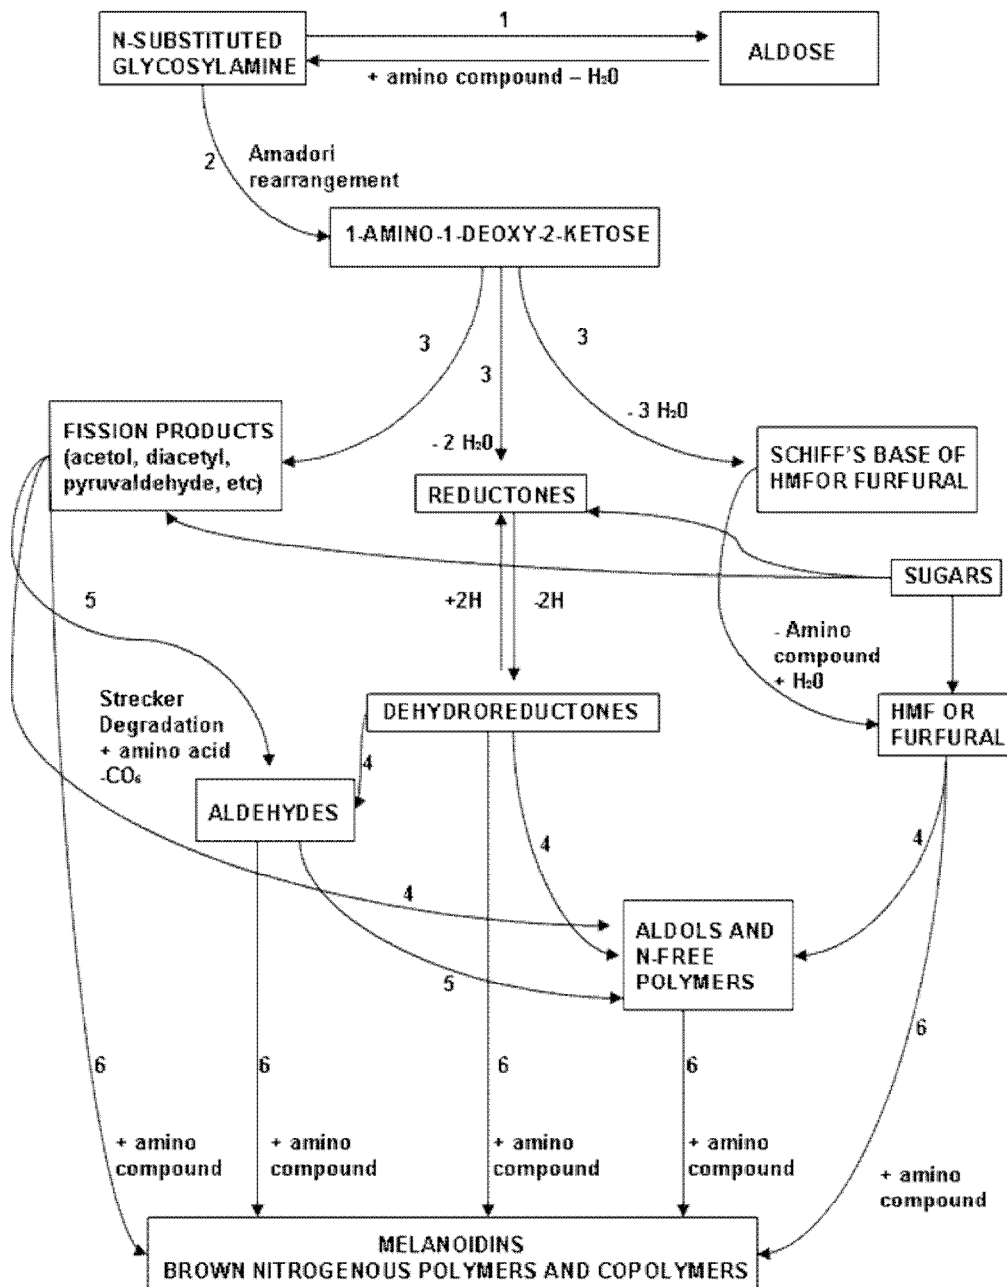 1
N-SUBSTITUTED
GLYCOSYLAMINE
ALDOSE
+ amino compound – H₂0
2
Amadori
rearrangement
1-AMINO-1-DEOXY-2-KETOSE
3
3
3
- 3 H₂0
- 2 H₂0
FISSION PRODUCTS
(acetol, diacetyl,
pyruvaldehyde, etc)
SCHIFF'S BASE OF
HMFOR FURFURAL
REDUCTONES
SUGARS
5
+2H
-2H
- Amino
compound
+ H₂0
Strecker
Degradation
+ amino acid
-CO₆
DEHYDROREDUCTONES
HMF OR
FURFURAL
4
ALDEHYDES
4
4
4
ALDOLS AND
N-FREE
POLYMERS
5
6
6
6
6
6
+ amino
compound
+ amino
compound
+ amino
compound
+ amino
compound
+ amino
compound
MELANOIDINS
BROWN NITROGENOUS POLYMERS AND COPOLYMERS